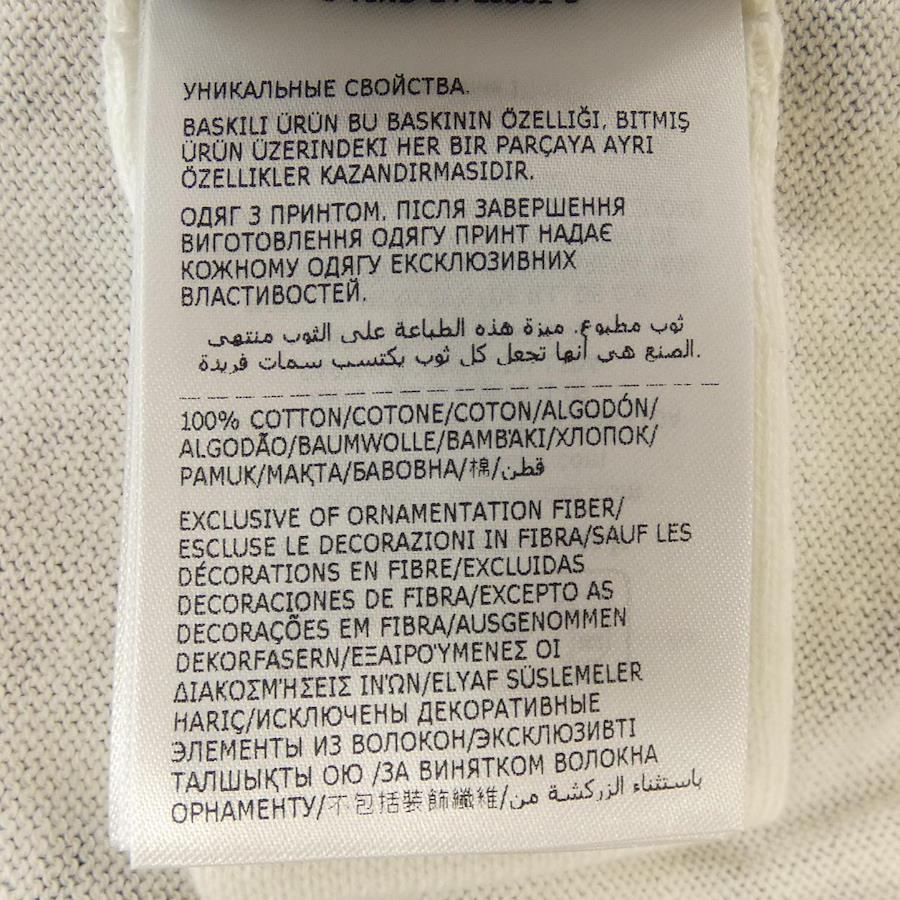 УНИКАЛЬНЫЕ СВОЙСТВА.
BASKILI ÜRÜN BU BASKININ ÖZELLIĞI, BITMIŞ
ÜRÜN ÜZERINDEKI HER BIR PARÇAYA AYRI
ÖZELLIKLER KAZANDIRMASIDIR.
ОДЯГ З ПРИНТОМ. ПІСЛЯ ЗАВЕРШЕННЯ
ВИГОТОВЛЕННЯ ОДЯГУ ПРИНТ НАДАЄ
КОЖНОМУ ОДЯГУ ЕКСКЛЮЗИВНИХ
ВЛАСТИВОСТЕЙ.
ثوب مطبوع. ميزة هذه الطباعة على الثوب منتهي
الصنع هي أنها تجعل كل ثوب يكتسب سمات فريدة.
100% COTTON/COTONE/COTON/ALGODÓN/
ALGODÃO/BAUMWOLLE/ΒΑΜΒΆΚΙ/ХЛОПОК/
PAMUK/МАҚТА/БАВОВНА/棉/قطن
EXCLUSIVE OF ORNAMENTATION FIBER/
ESCLUSE LE DECORAZIONI IN FIBRA/SAUF LES
DÉCORATIONS EN FIBRE/EXCLUIDAS
DECORACIONES DE FIBRA/EXCEPTO AS
DECORAÇÕES EM FIBRA/AUSGENOMMEN
DEKORFASERN/ΕΞΑΙΡΟΎΜΕΝΕΣ ΟΙ
ΔΙΑΚΟΣΜΉΣΕΙΣ ΙΝΏΝ/ELYAF SÜSLEMELER
HARIÇ/ИСКЛЮЧЕНЫ ДЕКОРАТИВНЫЕ
ЭЛЕМЕНТЫ ИЗ ВОЛОКОН/ЭКСКЛЮЗИВТІ
ТАЛШЫҚТЫ ОЮ /ЗА ВИНЯТКОМ ВОЛОКНА
ОРНАМЕНТУ/不包括裝飾纖維/باستثناء الزركشة من